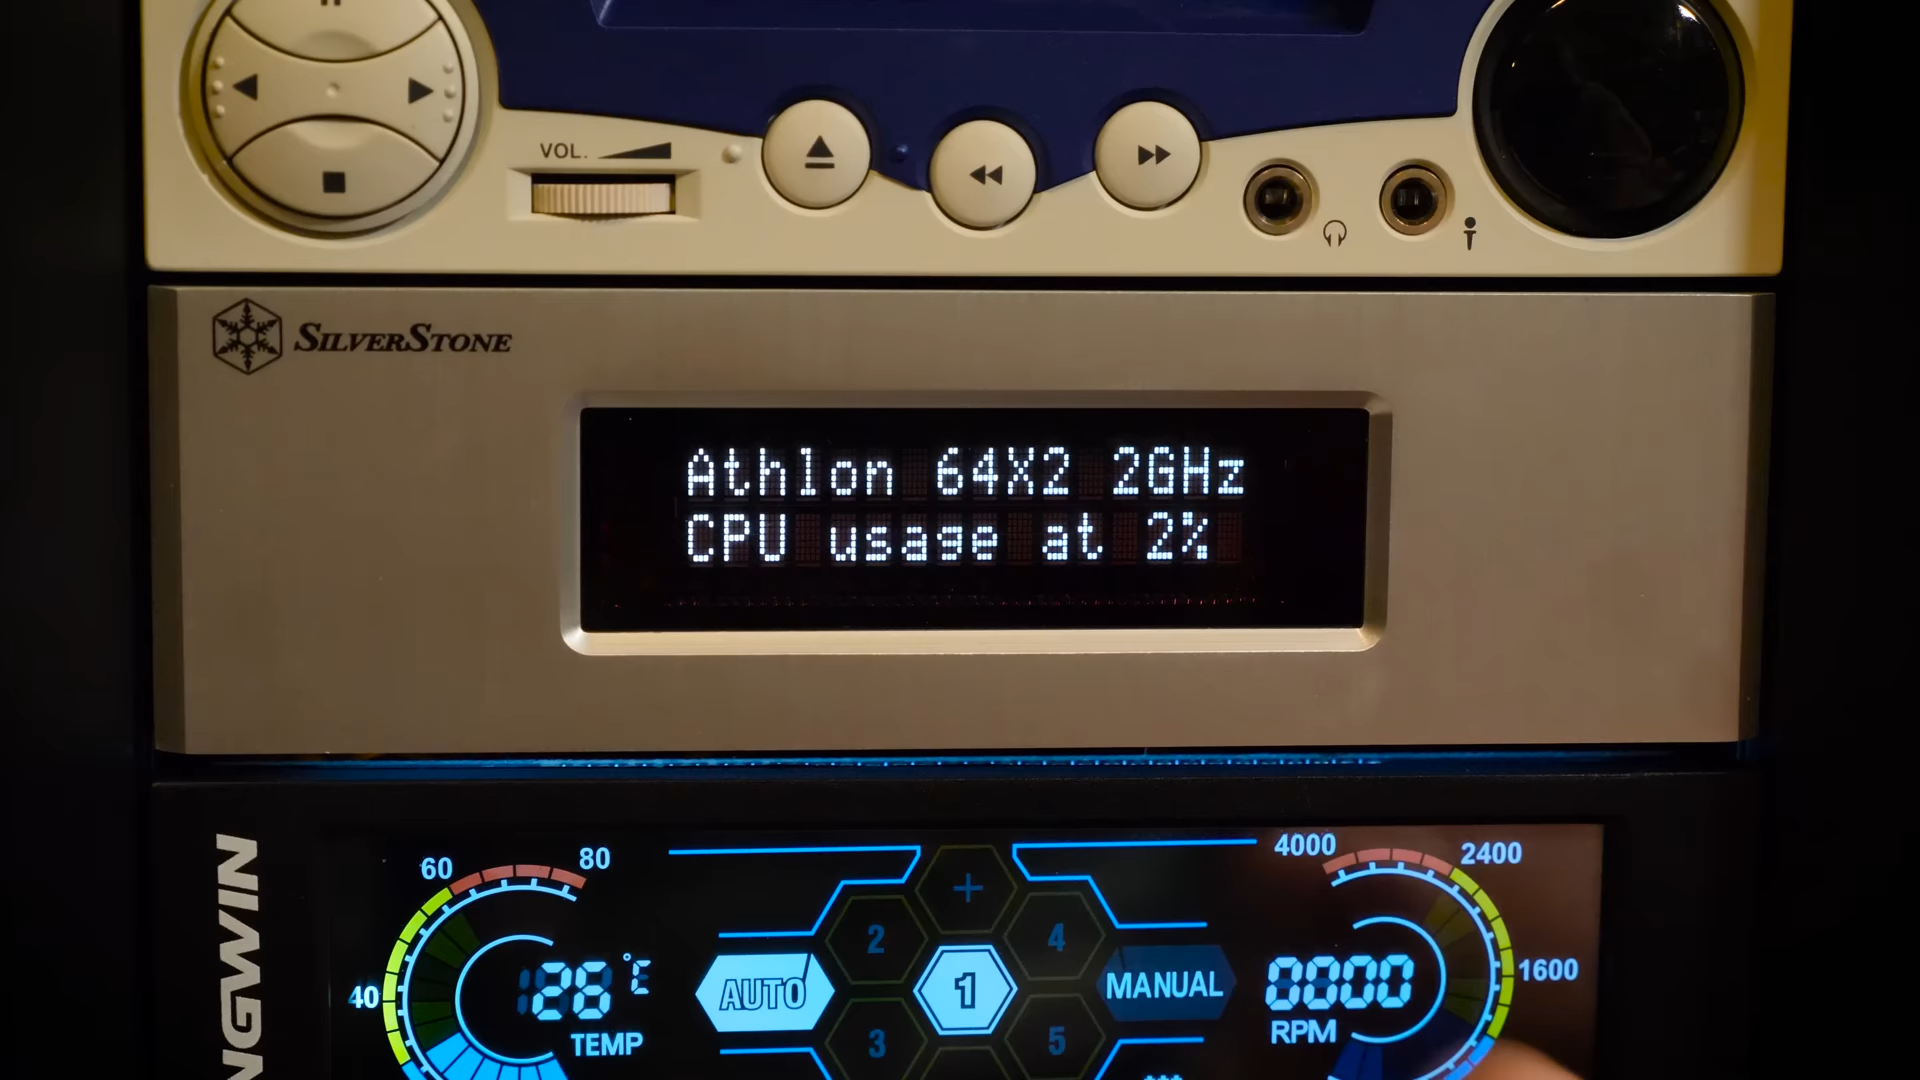 VOL.
SILVERSTONE
Athlon 64X2 2GHz
CPU usage at 2%
NGWIN
60
80
40
26 °C
TEMP
AUTO
+
2
4
1
3
5
MANUAL
4000
2400
1600
0000
RPM